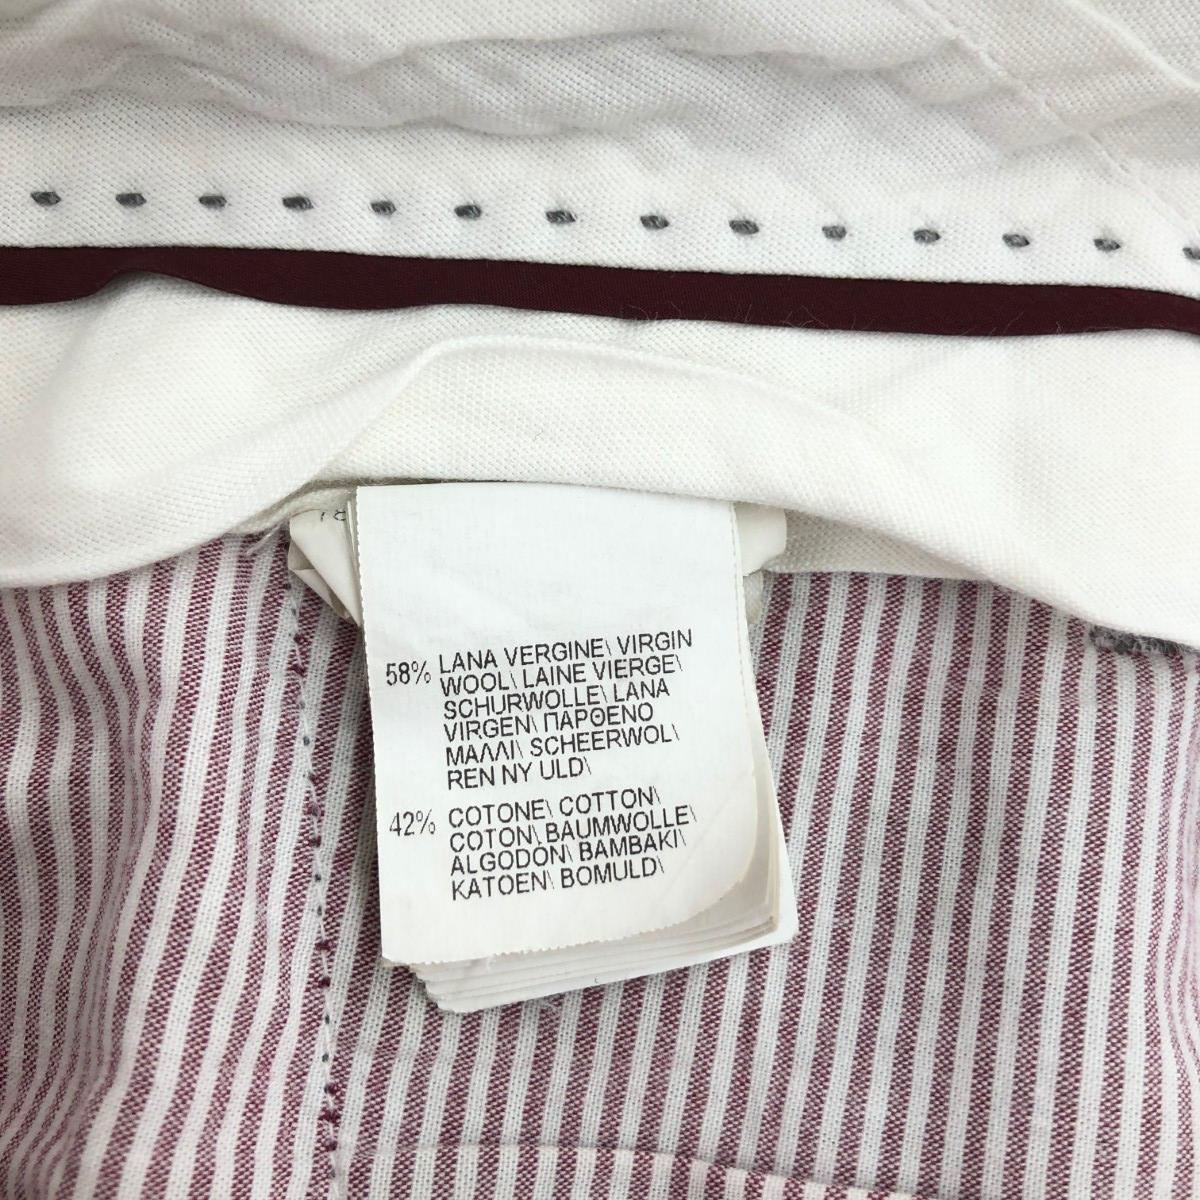 58% LANA VERGINE\ VIRGIN
WOOL\ LAINE VIERGE\
SCHURWOLLE\ LANA
VIRGEN\ ΠΑΡΘΕΝΟ
ΜΑΛΛΙ\ SCHEERWOL\
REN NY ULD\
42% COTONE\ COTTON\
COTON\ BAUMWOLLE\
ALGODON\ BAMBAKI\
KATOEN\ BOMULD\